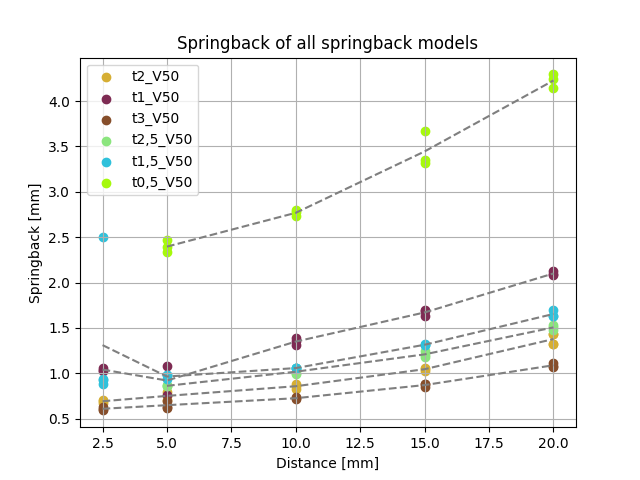 Springback of all springback models
t2_V50
t1_V50
t3_V50
t2,5_V50
t1,5_V50
t0,5_V50
Springback [mm]
4.0
3.5
3.0
2.5
2.0
1.5
1.0
0.5
2.5 5.0 7.5 10.0 12.5 15.0 17.5 20.0
Distance [mm]